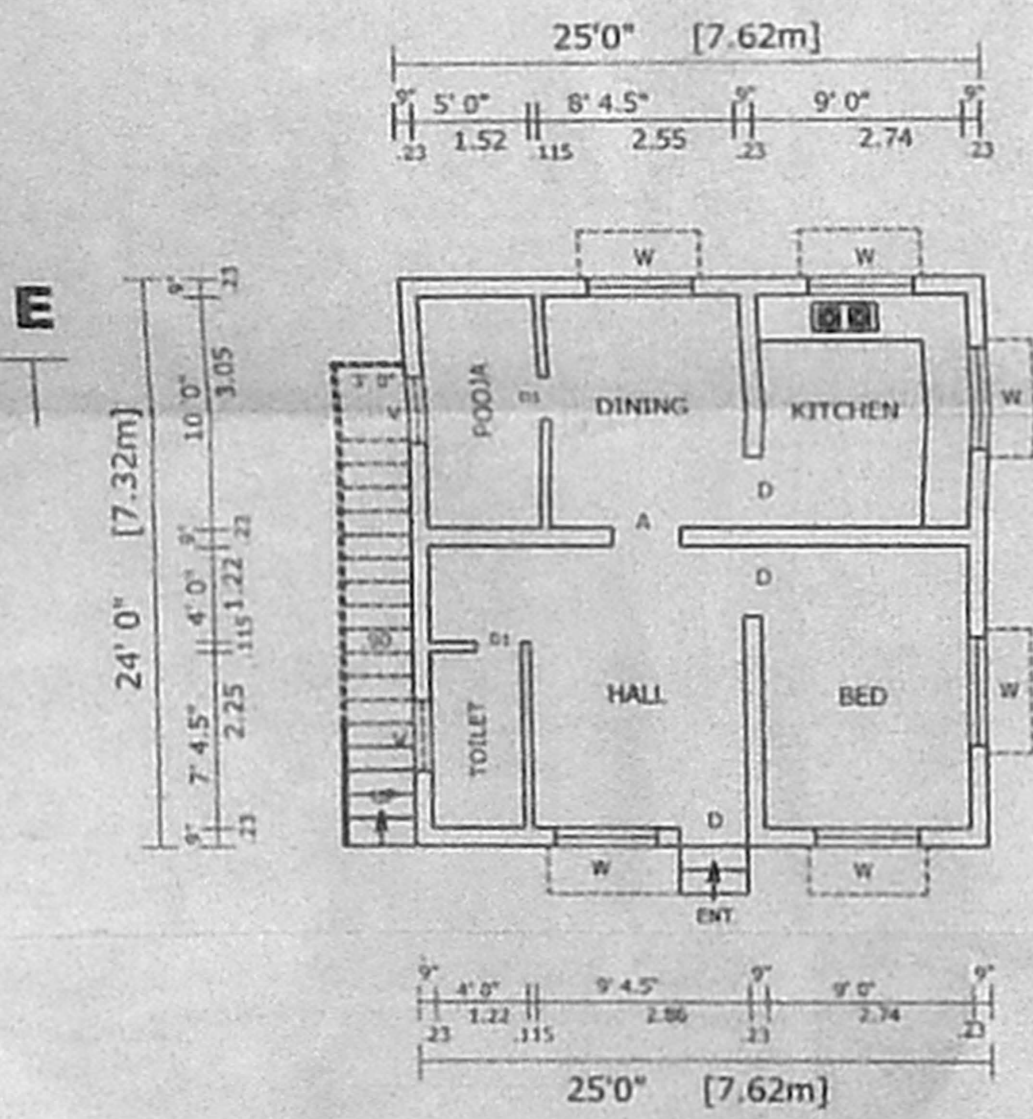 25'0" [7.62m]
9" 5' 0" 8' 4.5" 9" 9' 0" 9"
.23 1.52 .115 2.55 .23 2.74 .23
W W
E
9" .23
10' 0" 3.05
24' 0" [7.32m]
9" .23
4' 0" 1.22
.115
7' 4.5" 2.25
9" .23
POOJA D1 DINING KITCHEN W
D
A
D
D1
TOILET HALL BED W
D
W W
ENT
9" 4' 0" 9' 4.5" 9" 9' 0" 9"
.23 1.22 .115 2.86 .23 2.74 .23
25'0" [7.62m]